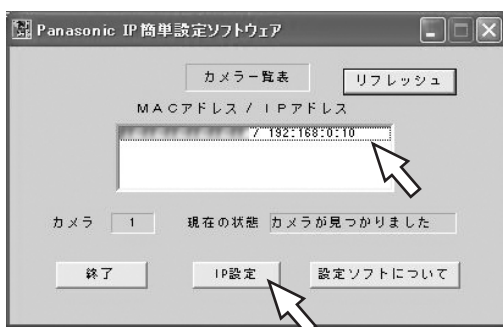 Panasonic IP簡単設定ソフトウェア
カメラ一覧表
リフレッシュ
MACアドレス / IPアドレス
/ 192:168:0:10
カメラ 1 現在の状態 カメラが見つかりました
終了 IP設定 設定ソフトについて